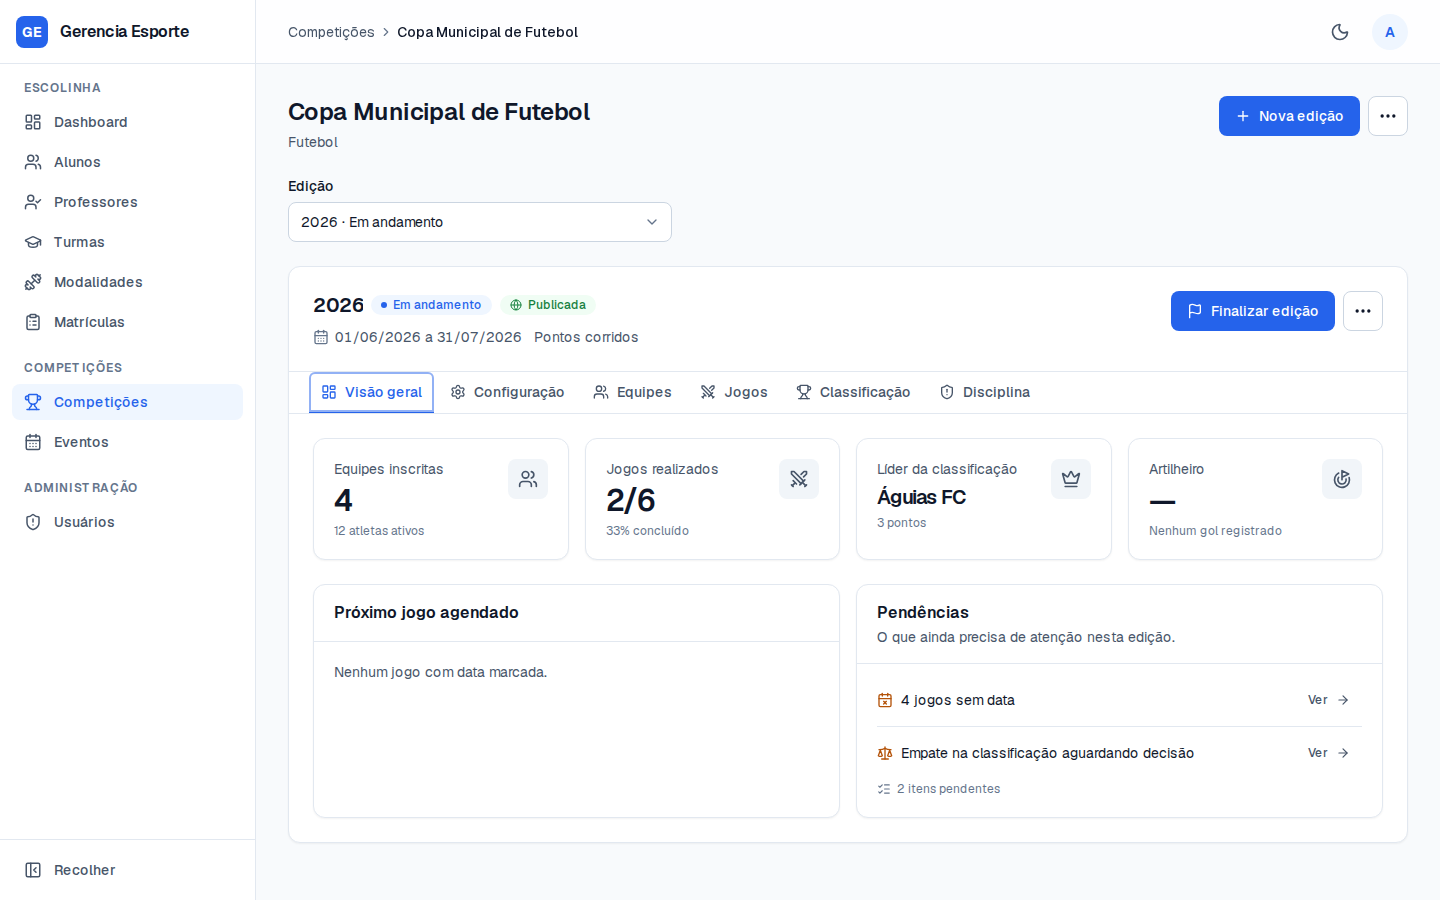 GE Gerencia Esporte
ESCOLINHA
Dashboard
Alunos
Professores
Turmas
Modalidades
Matrículas
COMPETIÇÕES
Competições
Eventos
ADMINISTRAÇÃO
Usuários
Recolher
Competições Copa Municipal de Futebol
A
Copa Municipal de Futebol
Futebol
Nova edição
Edição
2026 · Em andamento
2026 Em andamento Publicada
01/06/2026 a 31/07/2026 Pontos corridos
Finalizar edição
Visão geral Configuração Equipes Jogos Classificação Disciplina
Equipes inscritas
4
12 atletas ativos
Jogos realizados
2/6
33% concluído
Líder da classificação
Águias FC
3 pontos
Artilheiro
—
Nenhum gol registrado
Próximo jogo agendado
Nenhum jogo com data marcada.
Pendências
O que ainda precisa de atenção nesta edição.
4 jogos sem data Ver
Empate na classificação aguardando decisão Ver
2 itens pendentes